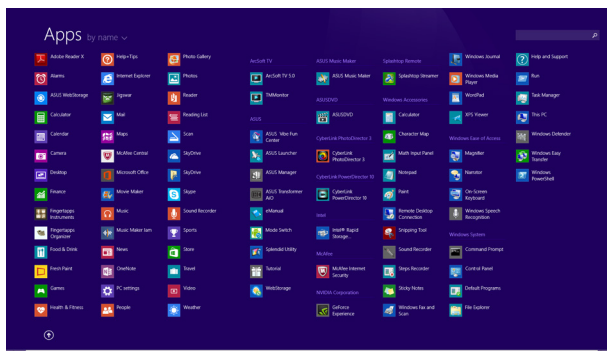 Apps by name
Adobe Reader X
Alarms
ASUS WebStorage
Calculator
Calendar
Camera
Desktop
Finance
Fingertapps
Instruments
Fingertapps
Organizer
Food & Drink
Fresh Paint
Games
Health & Fitness
Help+Tips
Internet Explorer
Jigswar
Mail
Maps
McAfee Central
Microsoft Office
Movie Maker
Music
Music Maker Jam
News
OneNote
PC settings
People
Photo Gallery
Photos
Reader
Reading List
Scan
SkyDrive
SkyDrive
Skype
Sound Recorder
Sports
Store
Travel
Video
Weather
ArcSoft TV
ArcSoft TV 5.0
TMMonitor
ASUS
ASUS Vibe Fun
Center
ASUS Launcher
ASUS Manager
ASUS Transformer
AiO
eManual
Mode Switch
Splendid Utility
Tutorial
WebStorage
ASUS Music Maker
ASUS Music Maker
ASUSDVD
ASUSDVD
CyberLink PhotoDirector 3
CyberLink
PhotoDirector 3
CyberLink PowerDirector 10
CyberLink
PowerDirector 10
Intel
Intel® Rapid
Storage...
McAfee
McAfee Internet
Security
NVIDIA Corporation
GeForce
Experience
Splashtop Remote
Splashtop Streamer
Windows Accessories
Calculator
Character Map
Math Input Panel
Notepad
Paint
Remote Desktop
Connection
Snipping Tool
Sound Recorder
Steps Recorder
Sticky Notes
Windows Fax and
Scan
Windows Journal
Windows Media
Player
WordPad
XPS Viewer
Windows Ease of Access
Magnifier
Narrator
On-Screen
Keyboard
Windows Speech
Recognition
Windows System
Command Prompt
Control Panel
Default Programs
File Explorer
Help and Support
Run
Task Manager
This PC
Windows Defender
Windows Easy
Transfer
Windows
PowerShell